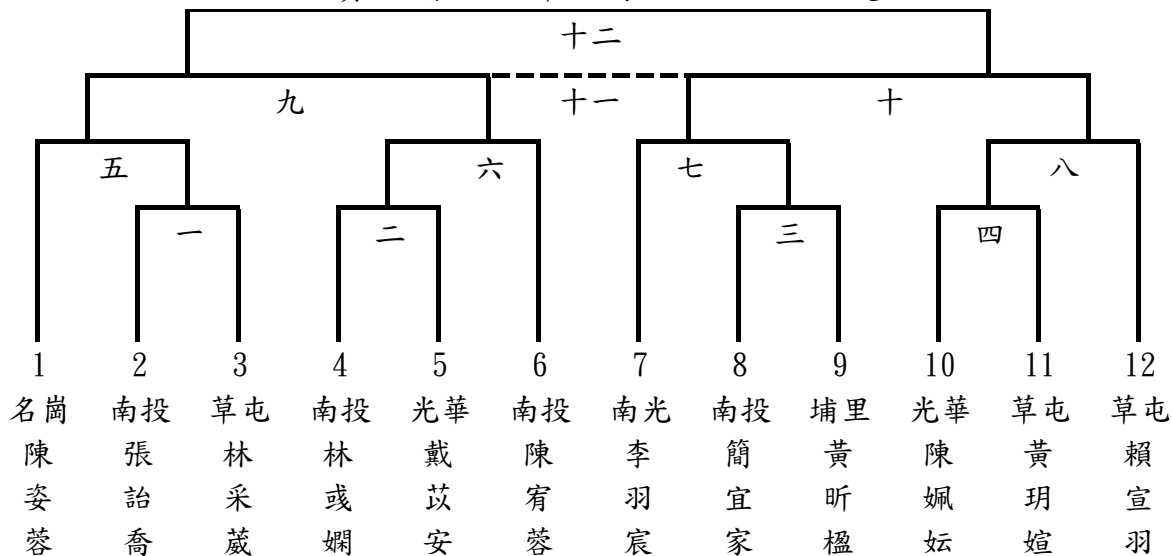 十二
九 十一 十
五 六 七 八
一 二 三 四
1 2 3 4 5 6 7 8 9 10 11 12
名崗 南投 草屯 南投 光華 南投 南光 南投 埔里 光華 草屯 草屯
陳 張 林 林 戴 陳 李 簡 黃 陳 黃 賴
姿 詒 采 彧 苡 宥 羽 宜 昕 姵 玥 宣
蓉 喬 葳 嫻 安 蓉 宸 家 楹 妘 媗 羽